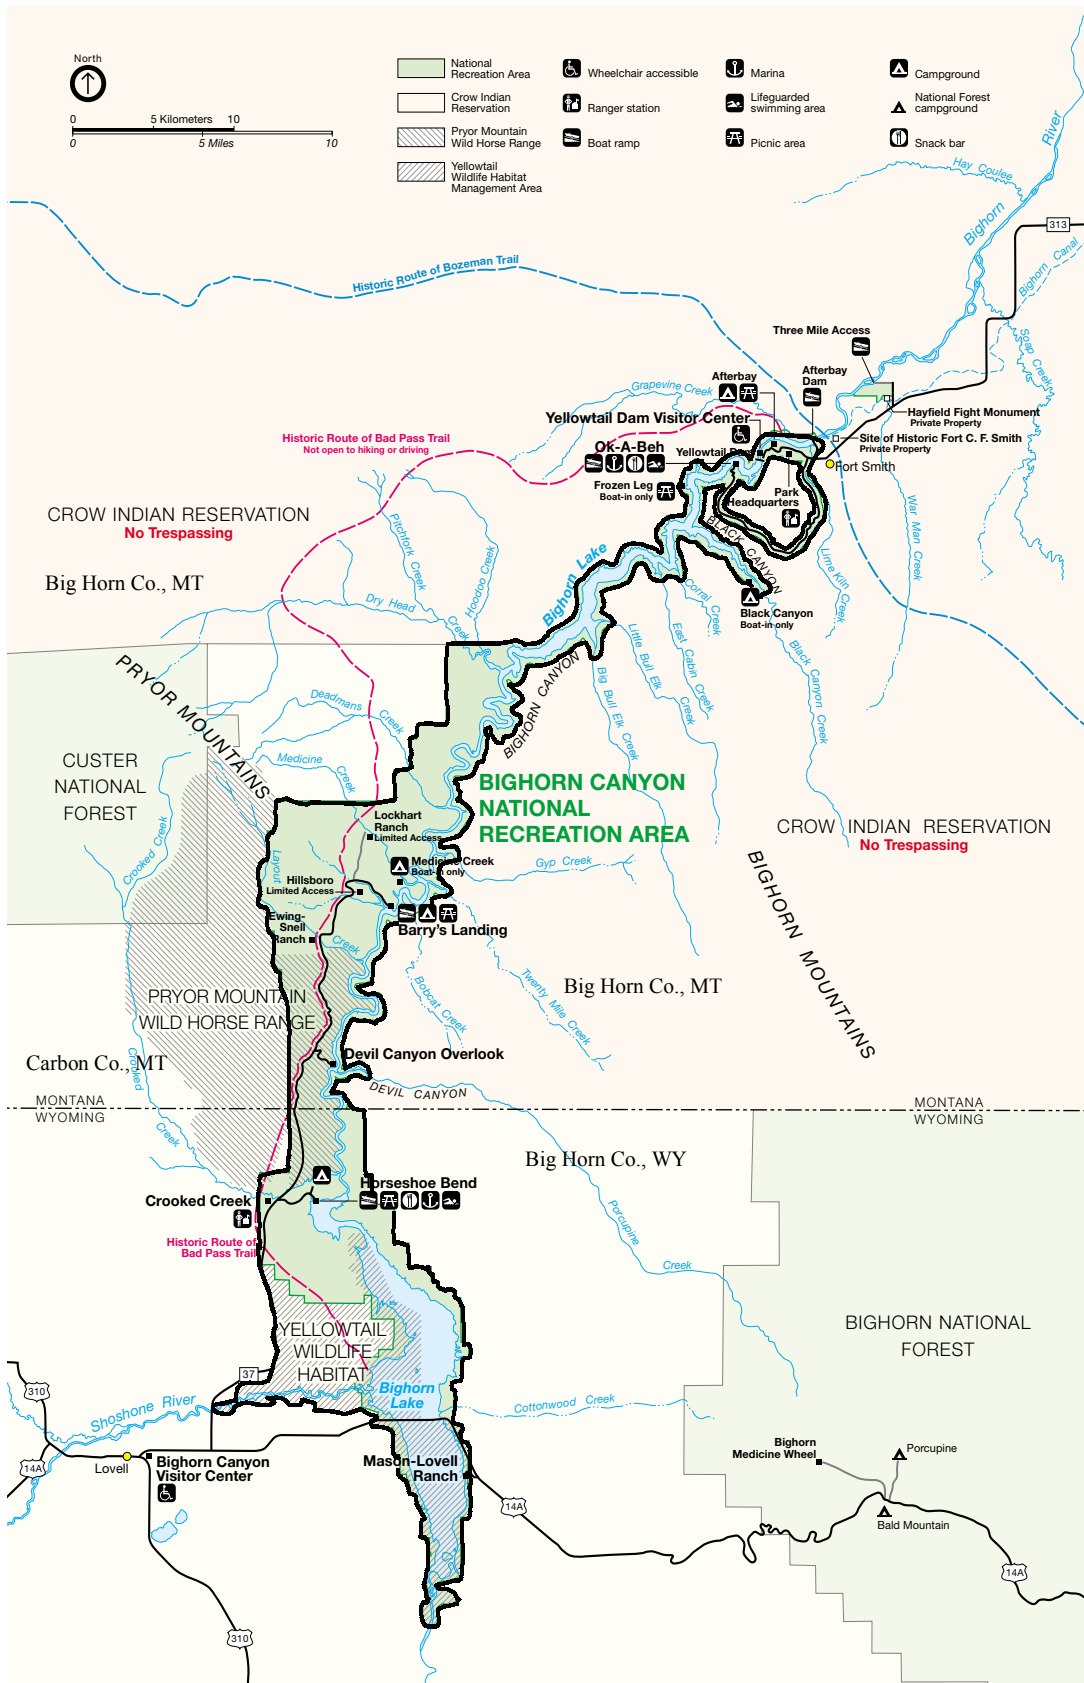 North
0 5 Kilometers 10
0 5 Miles 10
National
Recreation Area
Crow Indian
Reservation
Pryor Mountain
Wild Horse Range
Yellowtail
Wildlife Habitat
Management Area
Wheelchair accessible
Ranger station
Boat ramp
Marina
Lifeguarded
swimming area
Picnic area
Campground
National Forest
campground
Snack bar
Hay Coulee
Bighorn
River
313
Bighorn Canal
Historic Route of Bozeman Trail
Three Mile Access
Soap Creek
Afterbay
Dam
Afterbay
Grapevine Creek
Hayfield Fight Monument
Private Property
Yellowtail Dam Visitor Center
Historic Route of Bad Pass Trail
Not open to hiking or driving
Site of Historic Fort C. F. Smith
Private Property
Ok-A-Beh
Yellowtail Dam
Fort Smith
Frozen Leg
Boat-in only
Park
Headquarters
CROW INDIAN RESERVATION
No Trespassing
Pitchfork Creek
BLACK CANYON
War Man Creek
Lime Kiln Creek
Hoodoo Creek
Bighorn Lake
Big Horn Co., MT
Corral Creek
Dry Head
Creek
Black Canyon
Boat-in only
Little Bull Elk
Creek
East Cabin Creek
Black Canyon Creek
Big Bull Elk Creek
BIGHORN CANYON
PRYOR MOUNTAINS
Deadmans
Creek
Medicine
Creek
CUSTER
NATIONAL
FOREST
BIGHORN CANYON
NATIONAL
RECREATION AREA
Lockhart
Ranch
Limited Access
CROW INDIAN RESERVATION
No Trespassing
Crooked Creek
Layout
Creek
Medicine Creek
Boat-in only
Gyp Creek
Hillsboro
Limited Access
BIGHORN MOUNTAINS
Ewing-
Snell
Ranch
Barry's Landing
Bobcat Creek
Twenty Mile Creek
Big Horn Co., MT
PRYOR MOUNTAIN
WILD HORSE RANGE
Devil Canyon Overlook
Carbon Co., MT
Crooked
Creek
DEVIL CANYON
MONTANA
WYOMING
MONTANA
WYOMING
Big Horn Co., WY
Horseshoe Bend
Crooked Creek
Porcupine
Creek
Historic Route of
Bad Pass Trail
YELLOWTAIL
WILDLIFE
HABITAT
BIGHORN NATIONAL
FOREST
37
310
Bighorn
Lake
Shoshone River
Cottonwood Creek
14A
Lovell
Bighorn Canyon
Visitor Center
Mason-Lovell
Ranch
Bighorn
Medicine Wheel
Porcupine
14A
Bald Mountain
14A
310